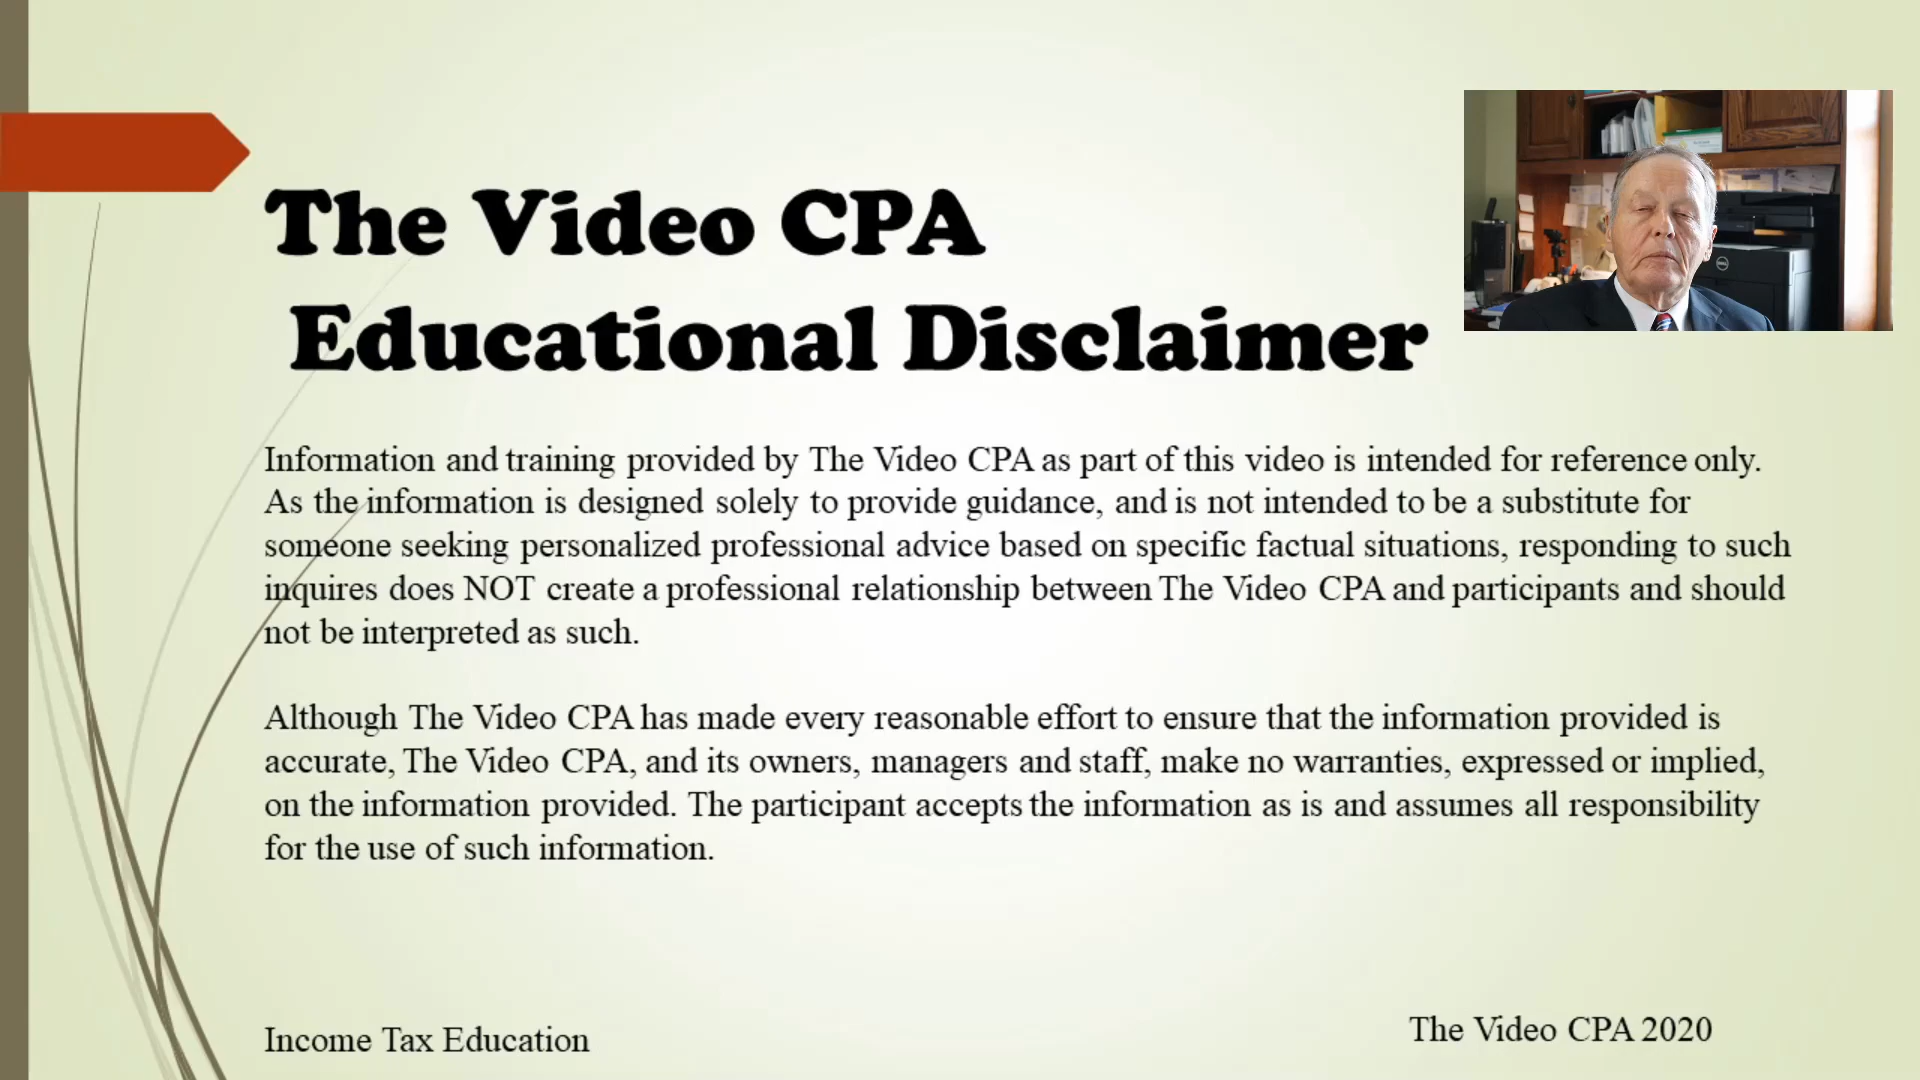 The Video CPA
Educational Disclaimer
Information and training provided by The Video CPA as part of this video is intended for reference only.
As the information is designed solely to provide guidance, and is not intended to be a substitute for
someone seeking personalized professional advice based on specific factual situations, responding to such
inquires does NOT create a professional relationship between The Video CPA and participants and should
not be interpreted as such.
Although The Video CPA has made every reasonable effort to ensure that the information provided is
accurate, The Video CPA, and its owners, managers and staff, make no warranties, expressed or implied,
on the information provided. The participant accepts the information as is and assumes all responsibility
for the use of such information.
Income Tax Education
The Video CPA 2020
DELL